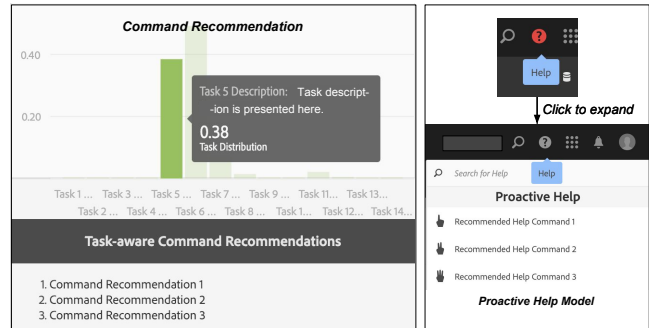 Command Recommendation
0.40
0.20
Task 5 Description: Task descript-
-ion is presented here.
0.38
Task Distribution
Task 1 ... Task 3 ... Task 5 ... Task 7 ... Task 9 ... Task 11... Task 13...
Task 2 ... Task 4 ... Task 6 ... Task 8 ... Task 1... Task 12... Task 14...
Task-aware Command Recommendations
1. Command Recommendation 1
2. Command Recommendation 2
3. Command Recommendation 3
?
Help
Click to expand
?
Search for Help
Help
Proactive Help
Recommended Help Command 1
Recommended Help Command 2
Recommended Help Command 3
Proactive Help Model